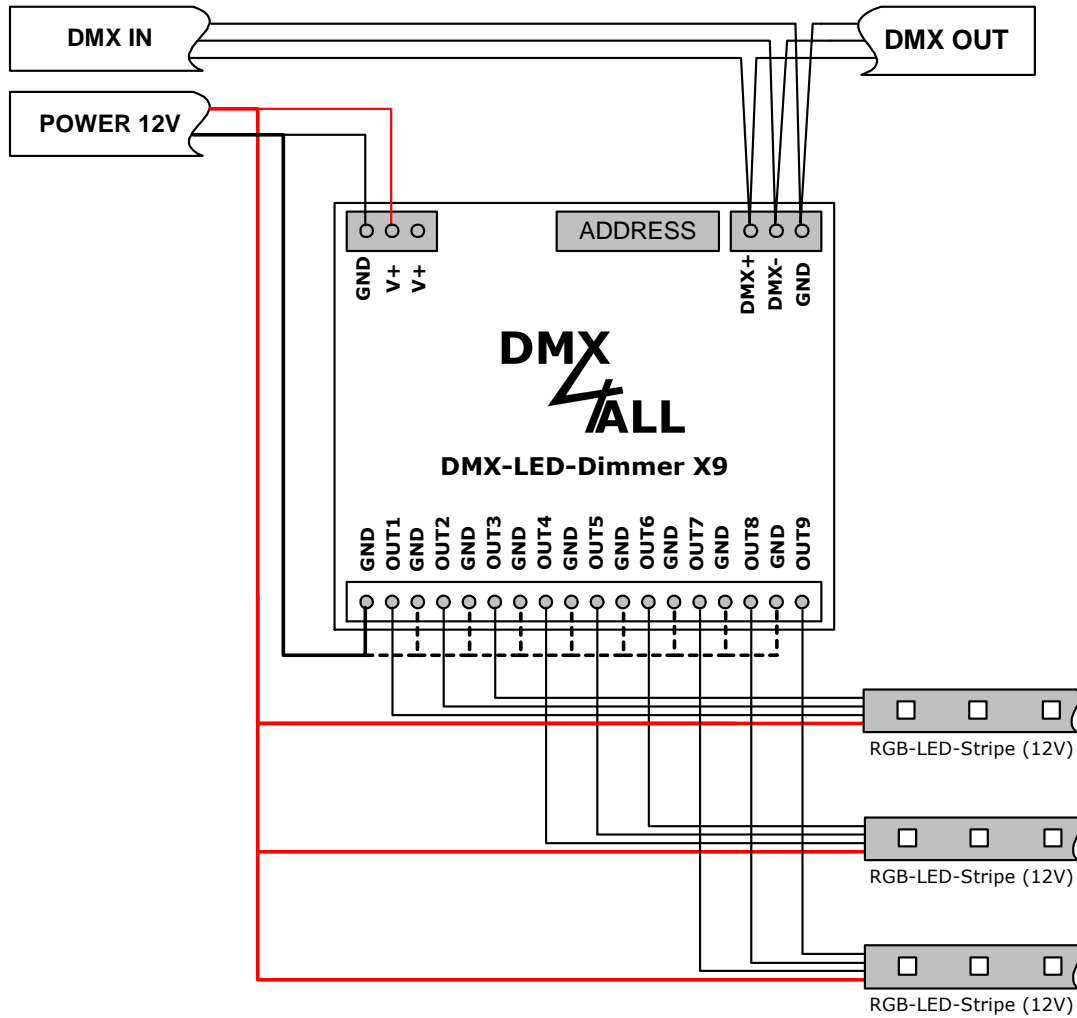 DMX IN
DMX OUT
POWER 12V
ADDRESS
GND
V+
V+
DMX+
DMX-
GND
DMX
4ALL
DMX-LED-Dimmer X9
GND
OUT1
GND
OUT2
GND
OUT3
GND
OUT4
GND
OUT5
GND
OUT6
GND
OUT7
GND
OUT8
GND
OUT9
RGB-LED-Stripe (12V)
RGB-LED-Stripe (12V)
RGB-LED-Stripe (12V)